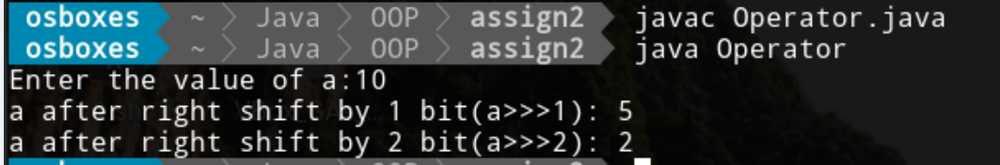 osboxes ~ Java OOP assign2 javac Operator.java
osboxes ~ Java OOP assign2 java Operator
Enter the value of a:10
a after right shift by 1 bit(a>>>1): 5
a after right shift by 2 bit(a>>>2): 2